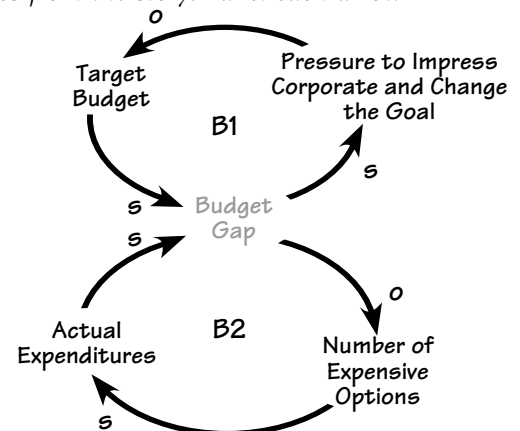 o
Target
Budget
Pressure to Impress
Corporate and Change
the Goal
B1
s
s
Budget
Gap
s
o
Actual
Expenditures
B2
Number of
Expensive
Options
s